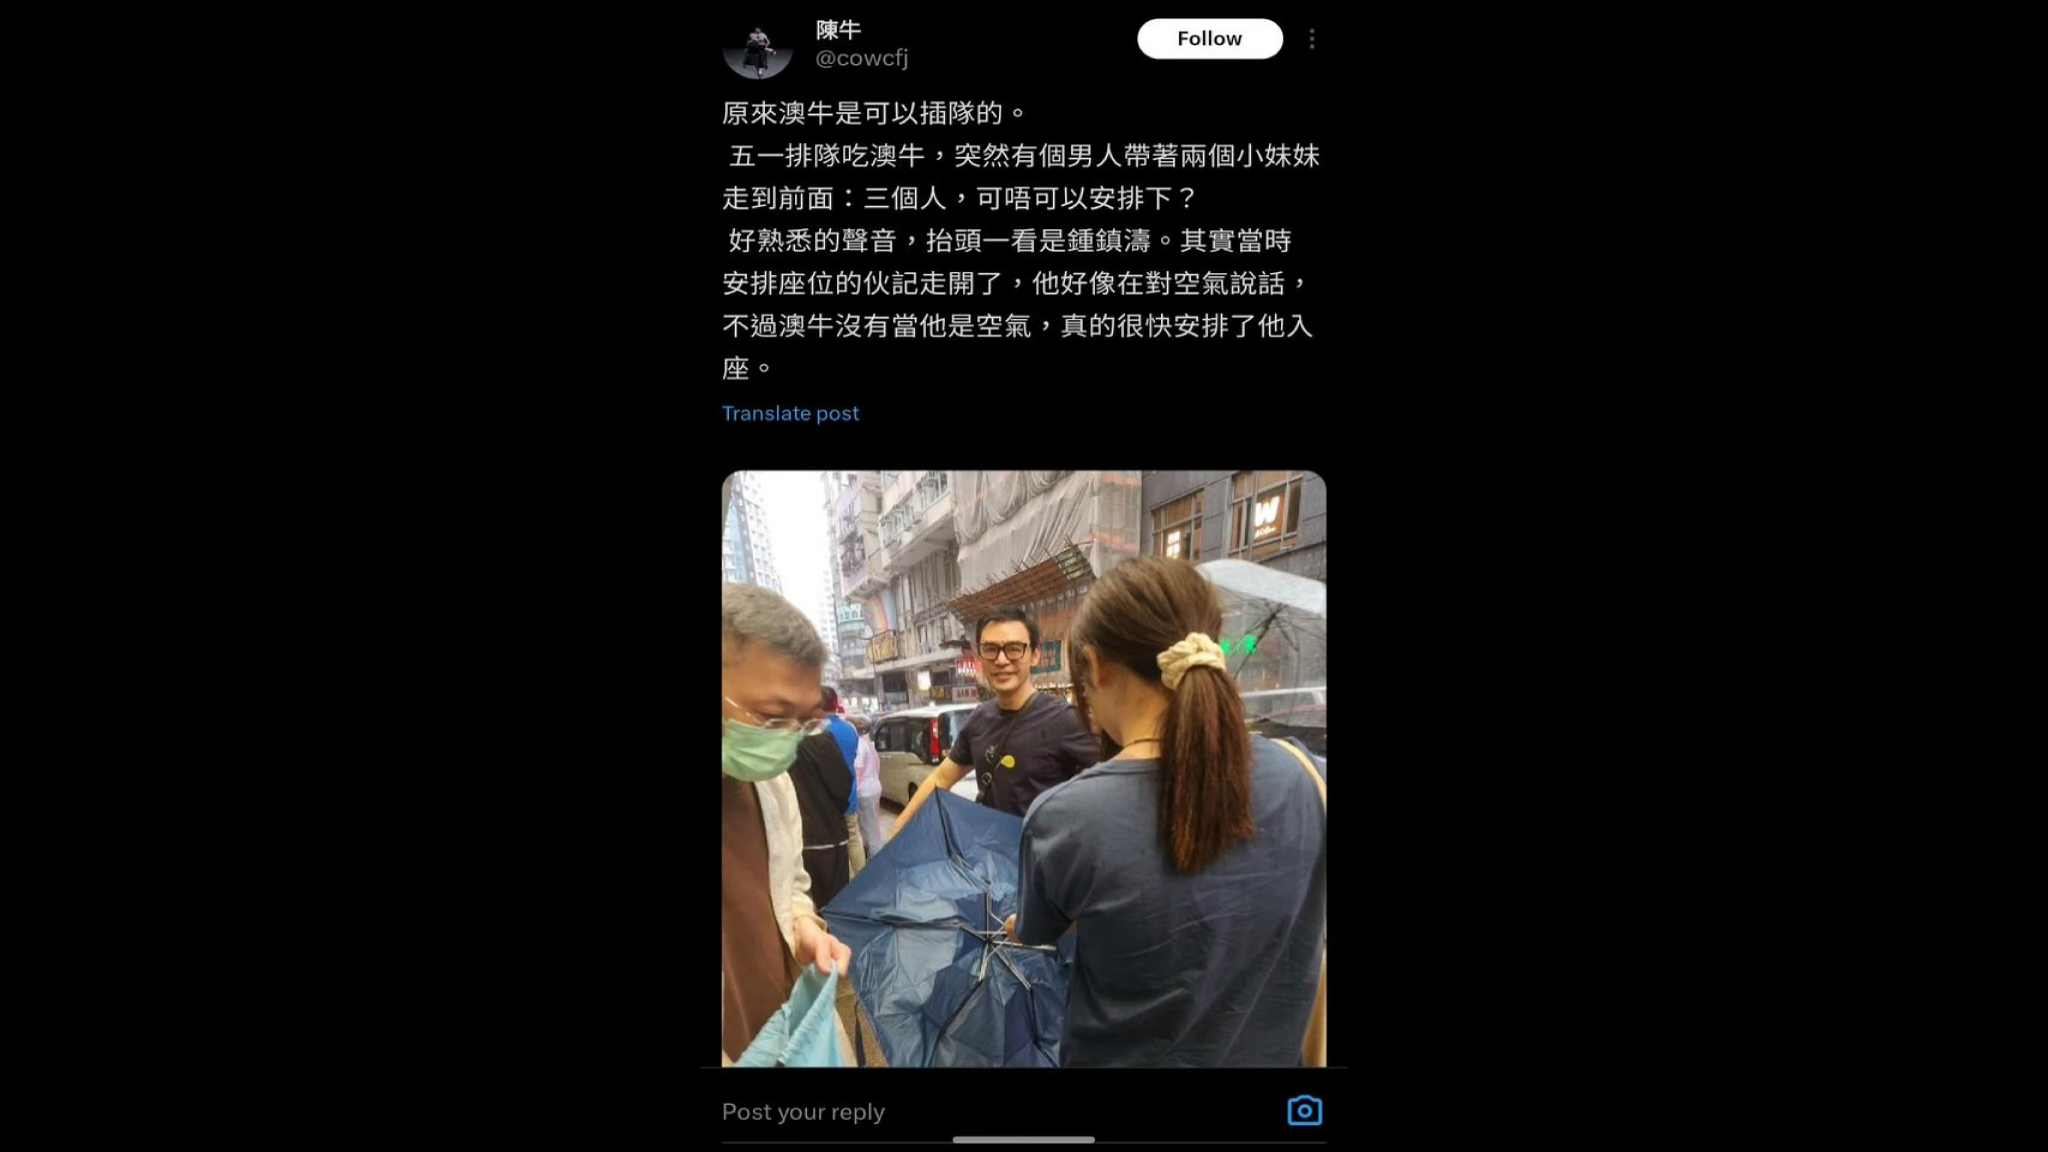 陳牛
@cowcfj
Follow
原來澳牛是可以插隊的。
五一排隊吃澳牛，突然有個男人帶著兩個小妹妹
走到前面：三個人，可唔可以安排下？
好熟悉的聲音，抬頭一看是鍾鎮濤。其實當時
安排座位的伙記走開了，他好像在對空氣說話，
不過澳牛沒有當他是空氣，真的很快安排了他入
座。
Translate post
W
Post your reply